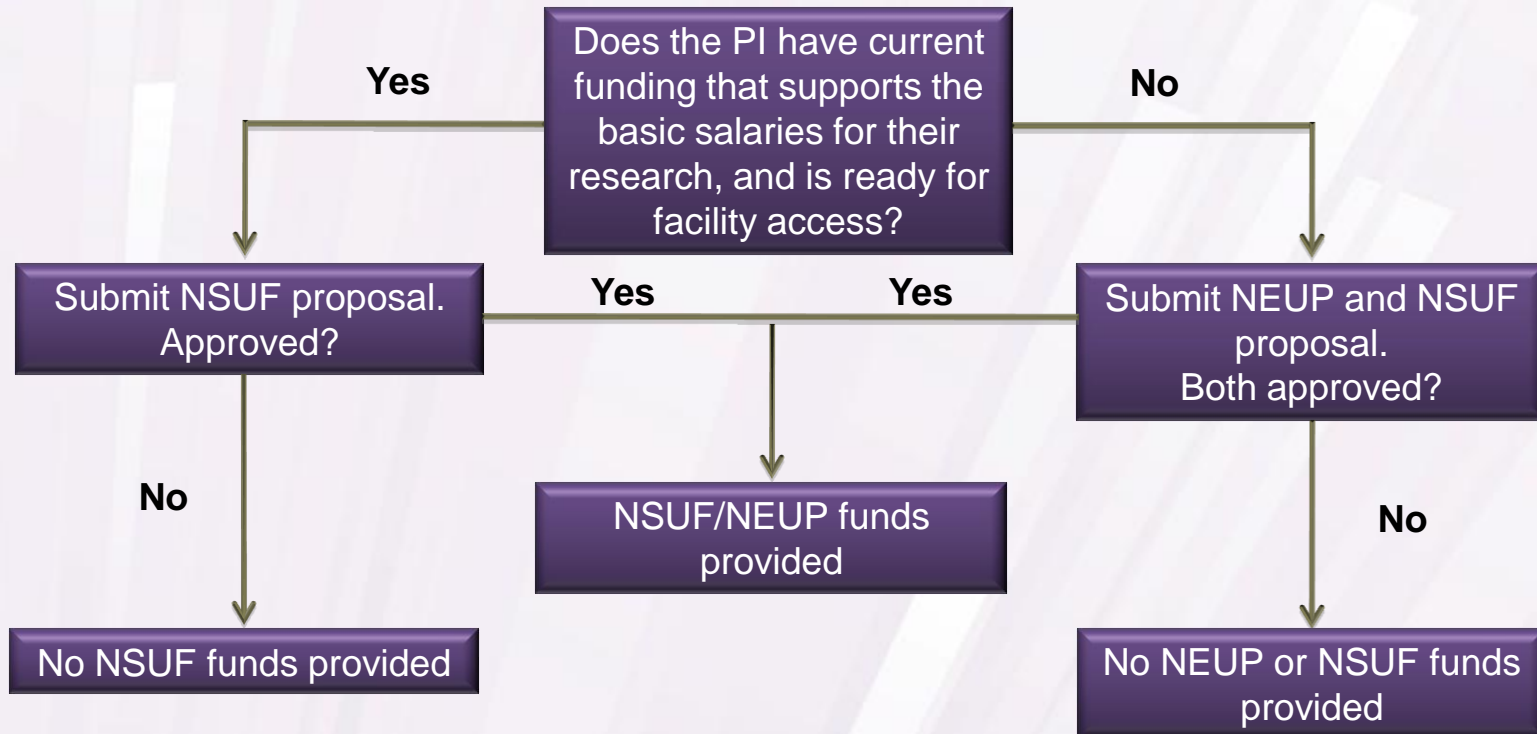 Does the PI have current
funding that supports the
basic salaries for their
research, and is ready for
facility access?
Yes
No
Submit NSUF proposal.
Approved?
Yes
Yes
Submit NEUP and NSUF
proposal.
Both approved?
No
NSUF/NEUP funds
provided
No
No NSUF funds provided
No NEUP or NSUF funds
provided